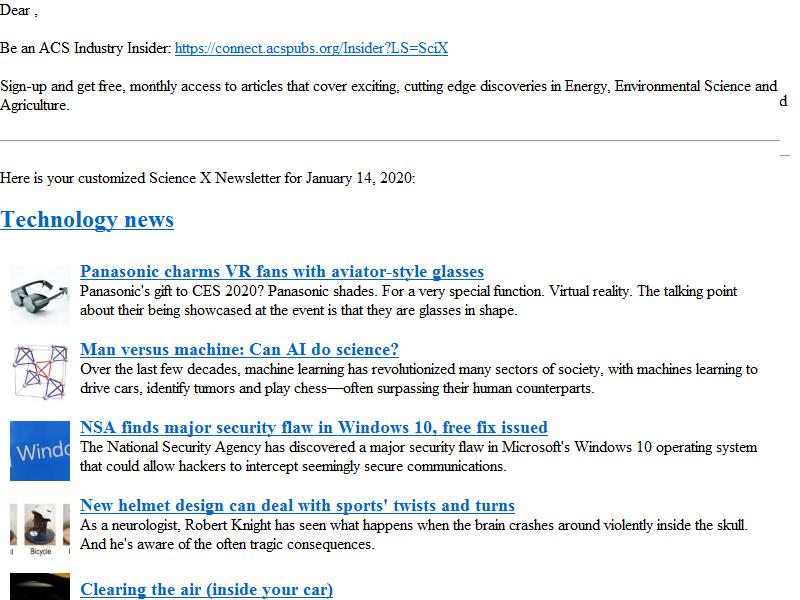 Dear ,
Be an ACS Industry Insider: https://connect.acspubs.org/Insider?LS=SciX
Sign-up and get free, monthly access to articles that cover exciting, cutting edge discoveries in Energy, Environmental Science and
Agriculture.
d
Here is your customized Science X Newsletter for January 14, 2020:
Technology news
Panasonic charms VR fans with aviator-style glasses
Panasonic's gift to CES 2020? Panasonic shades. For a very special function. Virtual reality. The talking point
about their being showcased at the event is that they are glasses in shape.
Man versus machine: Can AI do science?
Over the last few decades, machine learning has revolutionized many sectors of society, with machines learning to
drive cars, identify tumors and play chess—often surpassing their human counterparts.
NSA finds major security flaw in Windows 10, free fix issued
Windo
The National Security Agency has discovered a major security flaw in Microsoft's Windows 10 operating system
that could allow hackers to intercept seemingly secure communications.
New helmet design can deal with sports' twists and turns
As a neurologist, Robert Knight has seen what happens when the brain crashes around violently inside the skull.
And he's aware of the often tragic consequences.
Bicycle
Clearing the air (inside your car)